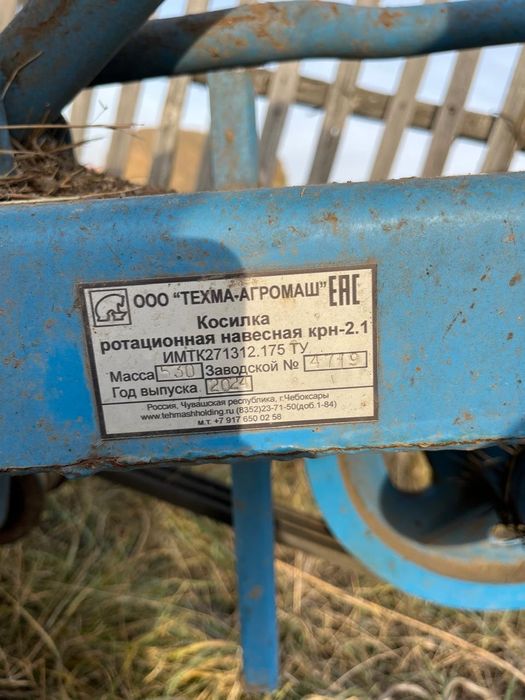 ООО "ТЕХМА-АГРОМАШ" ЕАС
Косилка
ротационная навесная крн-2.1
ИМТК271312.175 ТУ
Масса 530 Заводской № 4719
Год выпуска 2021
Россия, Чувашская республика, г.Чебоксары
www.tehmashholding.ru (8352)23-71-50(доб.1-84)
м.т. +7 917 650 02 58